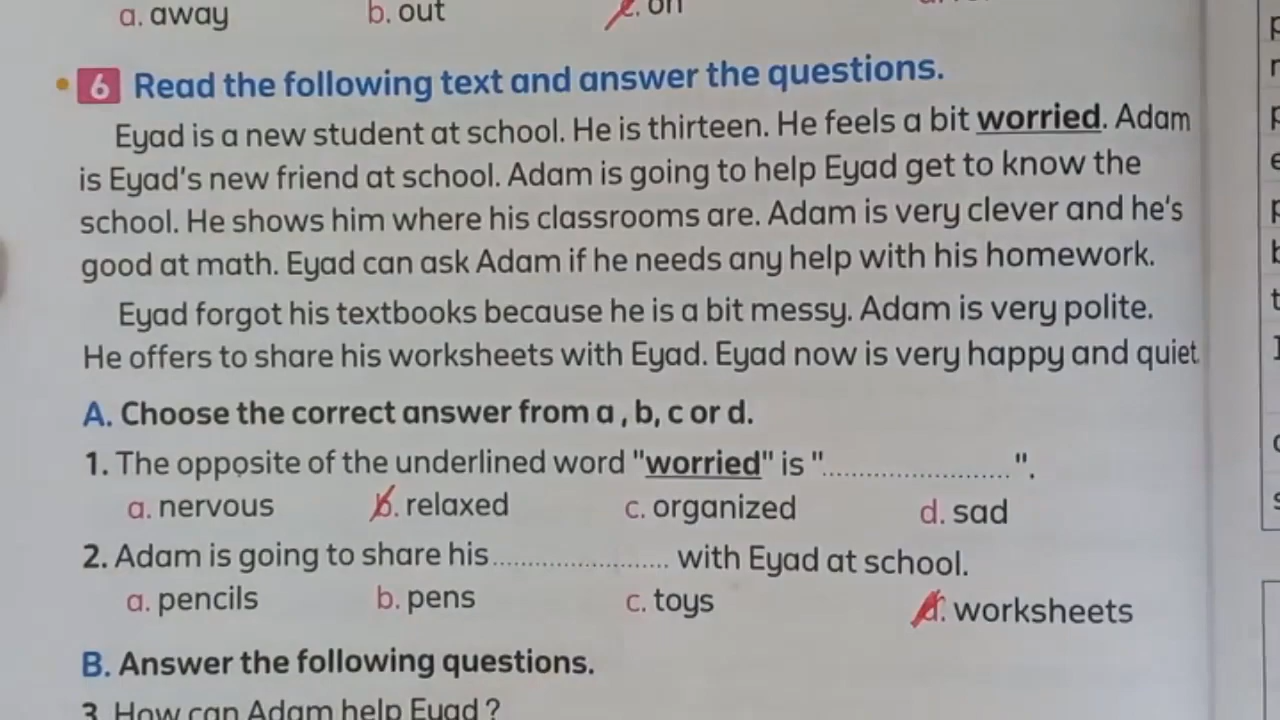 a. away b. out c. on
6 Read the following text and answer the questions.
Eyad is a new student at school. He is thirteen. He feels a bit worried. Adam
is Eyad's new friend at school. Adam is going to help Eyad get to know the
school. He shows him where his classrooms are. Adam is very clever and he's
good at math. Eyad can ask Adam if he needs any help with his homework.
Eyad forgot his textbooks because he is a bit messy. Adam is very polite.
He offers to share his worksheets with Eyad. Eyad now is very happy and quiet
A. Choose the correct answer from a , b, c or d.
1. The opposite of the underlined word "worried" is "........................".
a. nervous b. relaxed c. organized d. sad
2. Adam is going to share his........................ with Eyad at school.
a. pencils b. pens c. toys d. worksheets
B. Answer the following questions.
3. How can Adam help Eyad ?